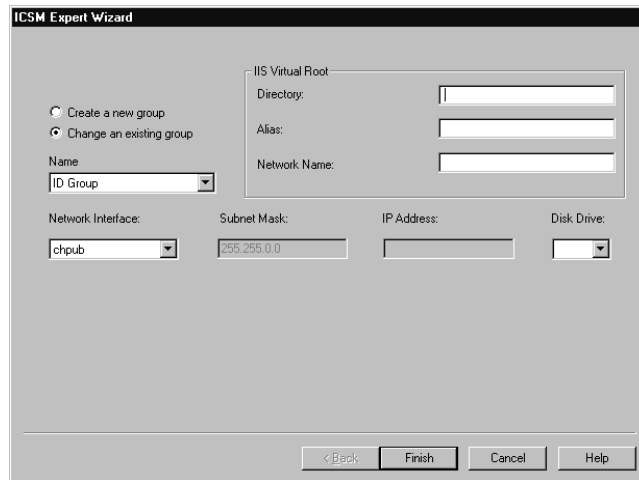 ICSM Expert Wizard
IIS Virtual Root
Directory:
Create a new group
Change an existing group
Alias:
Name
Network Name:
ID Group
Network Interface:
Subnet Mask:
IP Address:
Disk Drive:
chpub
255.255.0.0
< Back
Finish
Cancel
Help